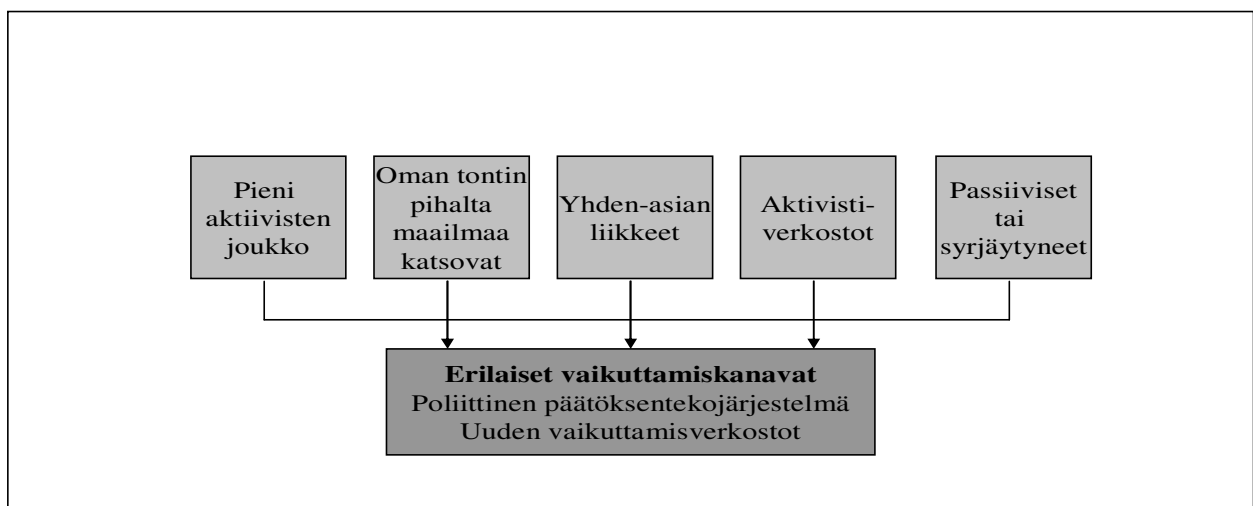 Pieni
aktiivisten
joukko
Oman tontin
pihalta
maailmaa
katsovat
Yhden-asian
liikkeet
Aktivisti-
verkostot
Passiiviset
tai
syrjäytyneet
Erilaiset vaikuttamiskanavat
Poliittinen päätöksentekojärjestelmä
Uuden vaikuttamisverkostot